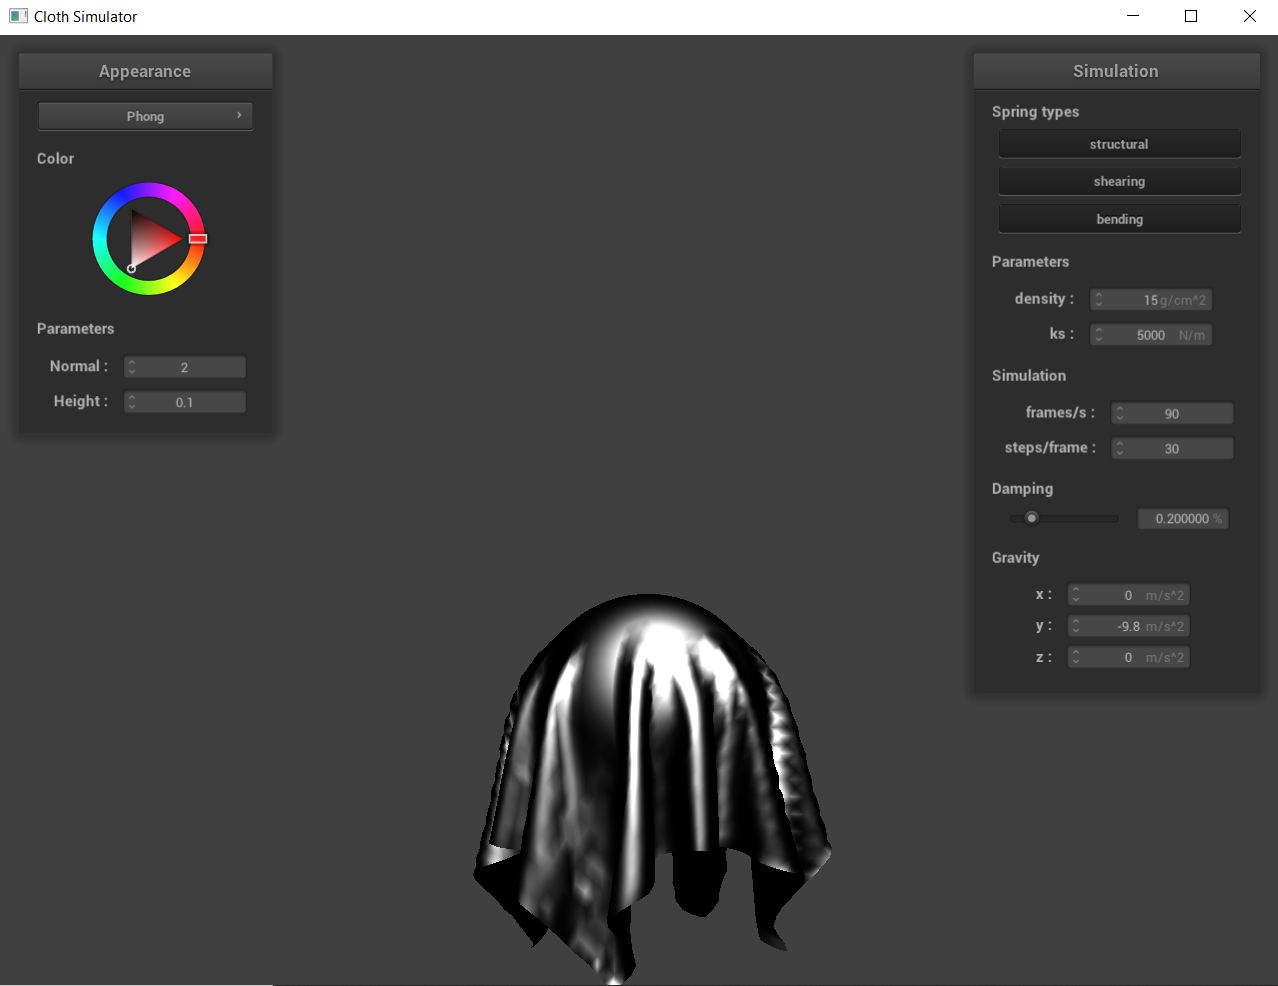 Cloth Simulator
Appearance
Phong
Color
Parameters
Normal : 2
Height : 0.1
Simulation
Spring types
structural
shearing
bending
Parameters
density : 15 g/cm^2
ks : 5000 N/m
Simulation
frames/s : 90
steps/frame : 30
Damping
0.200000 %
Gravity
x : 0 m/s^2
y : -9.8 m/s^2
z : 0 m/s^2